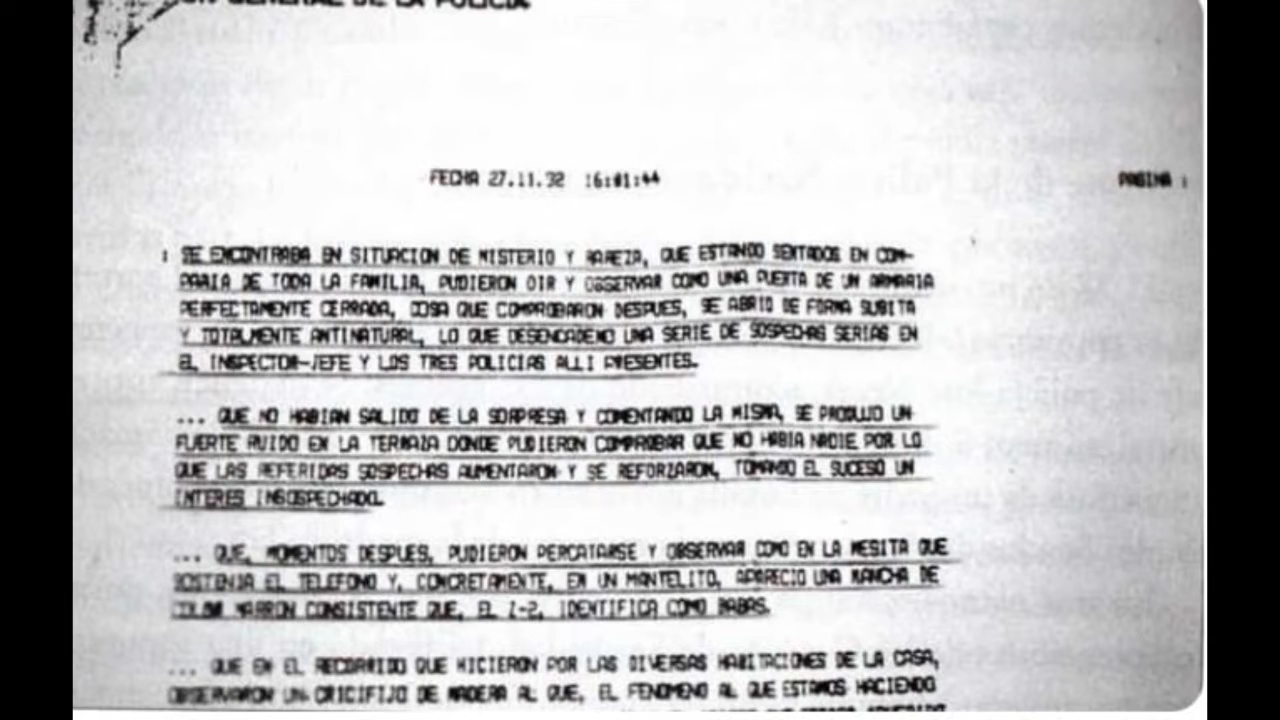 GENERAL DE LA POLICIA
FECHA 27.11.92 16:01:44 PAGINA :
: SE ENCONTRABA EN SITUACION DE MISTERIO Y RAREZA, QUE ESTANDO SENTADOS EN COM-
PAÑIA DE TODA LA FAMILIA, PUDIERON OIR Y OBSERVAR COMO UNA PUERTA DE UN ARMARIA
PERFECTAMENTE CERRADA, COSA QUE COMPROBARON DESPUES, SE ABRIO DE FORMA SUBITA
Y TOTALMENTE ANTINATURAL, LO QUE DESENCADENO UNA SERIE DE SOSPECHAS SERIAS EN
EL INSPECTOR-JEFE Y LOS TRES POLICIAS ALLI PRESENTES.
... QUE NO HABIAN SALIDO DE LA SORPRESA Y COMENTANDO LA MISMA, SE PRODUJO UN
FUERTE RUIDO EN LA TERRAZA DONDE PUDIERON COMPROBAR QUE NO HABIA NADIE POR LO
QUE LAS REFERIDAS SOSPECHAS AUMENTARON Y SE REFORZARON, TOMANDO EL SUCESO UN
INTERES INSOSPECHADO.
... QUE, MOMENTOS DESPUES, PUDIERON PERCATARSE Y OBSERVAR COMO EN LA MESITA QUE
SOSTENIA EL TELEFONO Y, CONCRETAMENTE, EN UN MANTELITO, APARECIO UNA MANCHA DE
COLOR MARRON CONSISTENTE QUE, EL Z-2, IDENTIFICA COMO BABAS.
... QUE EN EL RECORRIDO QUE HICIERON POR LAS DIVERSAS HABITACIONES DE LA CASA,
OBSERVARON UN CRICIFIJO DE MADERA AL QUE, EL FENOMENO AL QUE ESTAMOS HACIENDO